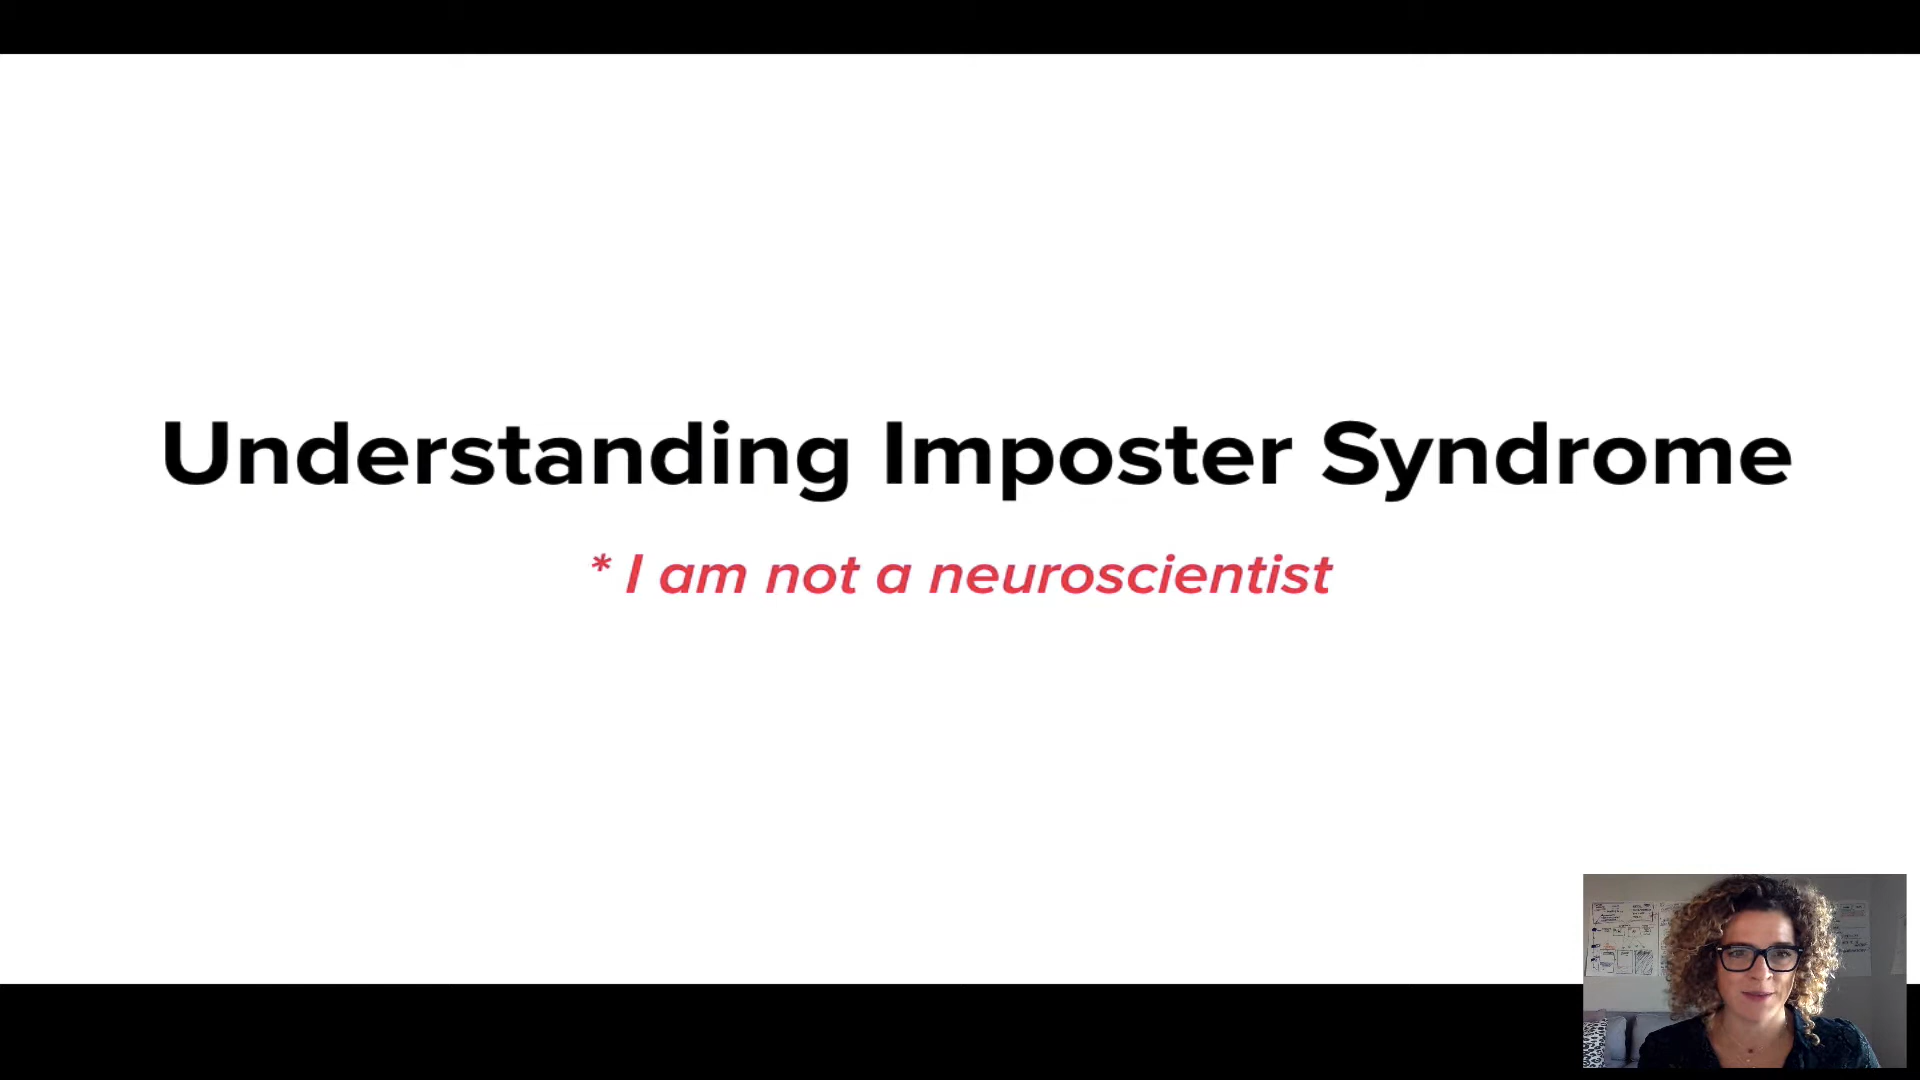 Understanding Imposter Syndrome
* I am not a neuroscientist